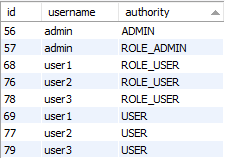 id username authority
56 admin ADMIN
57 admin ROLE_ADMIN
68 user1 ROLE_USER
76 user2 ROLE_USER
78 user3 ROLE_USER
69 user1 USER
77 user2 USER
79 user3 USER